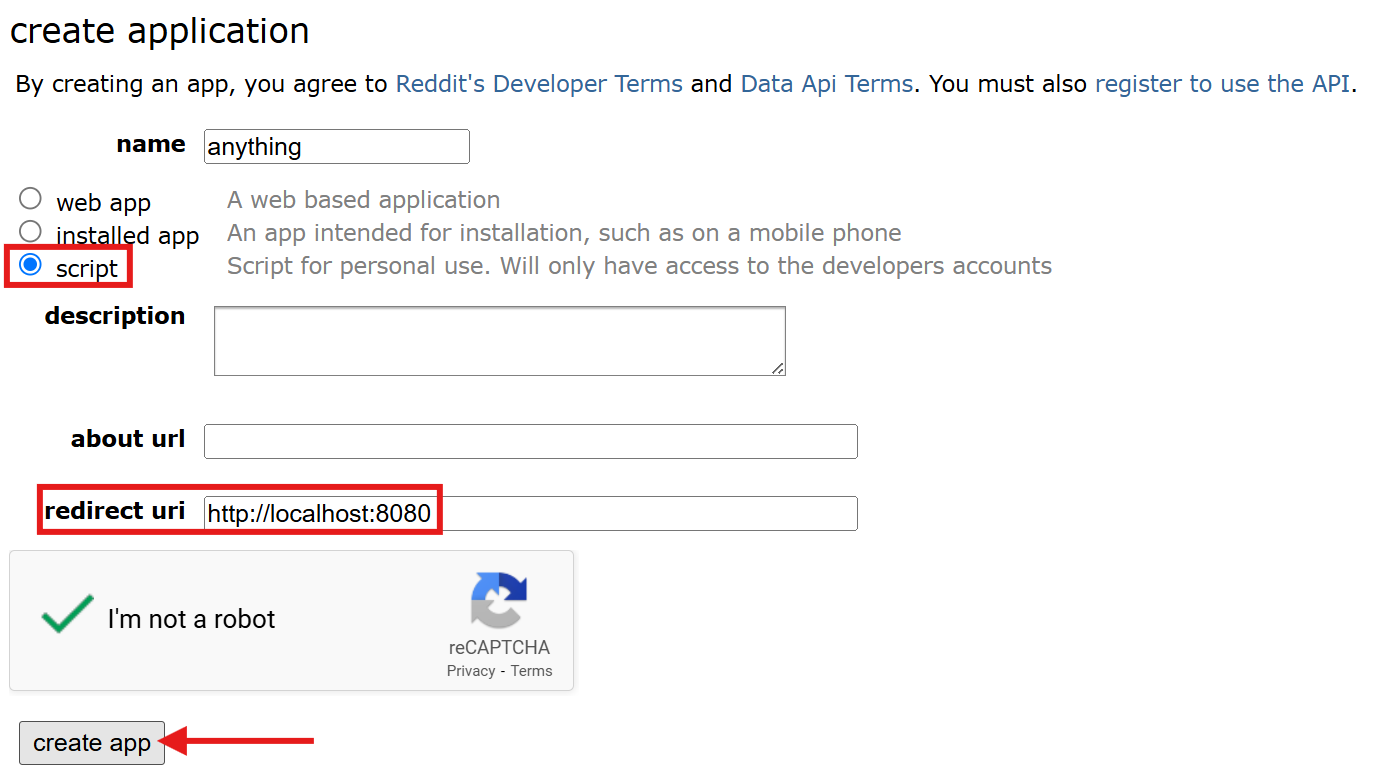 create application
By creating an app, you agree to Reddit's Developer Terms and Data Api Terms. You must also register to use the API.
name anything
web app A web based application
installed app An app intended for installation, such as on a mobile phone
script Script for personal use. Will only have access to the developers accounts
description
about url
redirect uri http://localhost:8080
I'm not a robot
reCAPTCHA
Privacy - Terms
create app